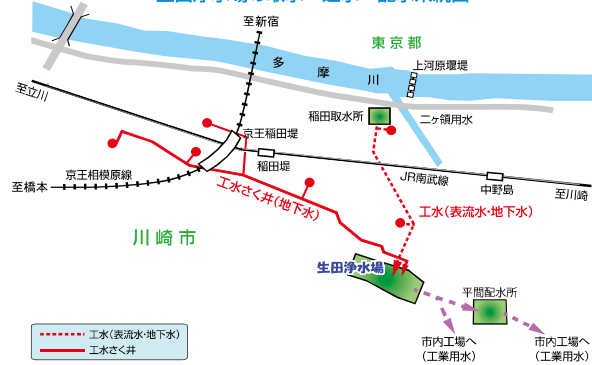 至新宿
東京都
多摩川
上河原堰堤
至立川
稲田取水所
二ヶ領用水
京王稲田堤
稲田堤
京王相模原線
至橋本
JR南武線
中野島
至川崎
工水さく井(地下水)
工水(表流水・地下水)
川崎市
生田浄水場
平間配水所
市内工場へ
(工業用水)
市内工場へ
(工業用水)
工水(表流水・地下水)
工水さく井